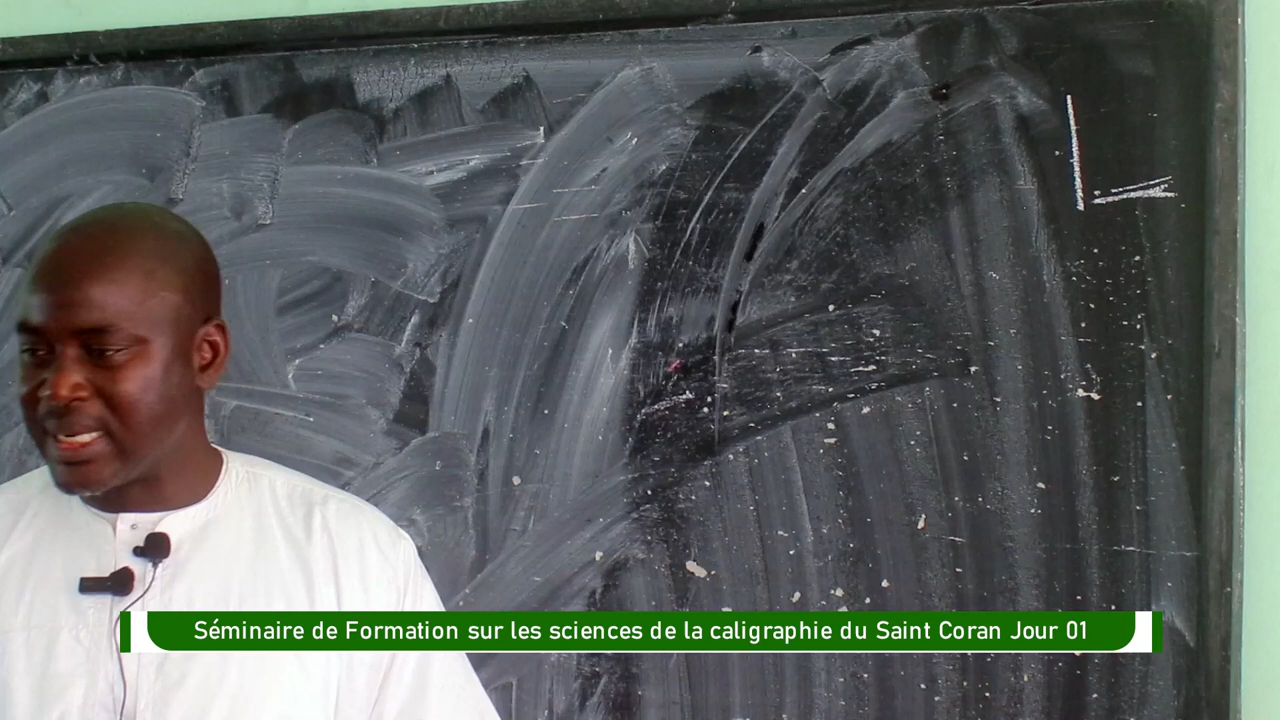 Séminaire de Formation sur les sciences de la caligraphie du Saint Coran Jour 01